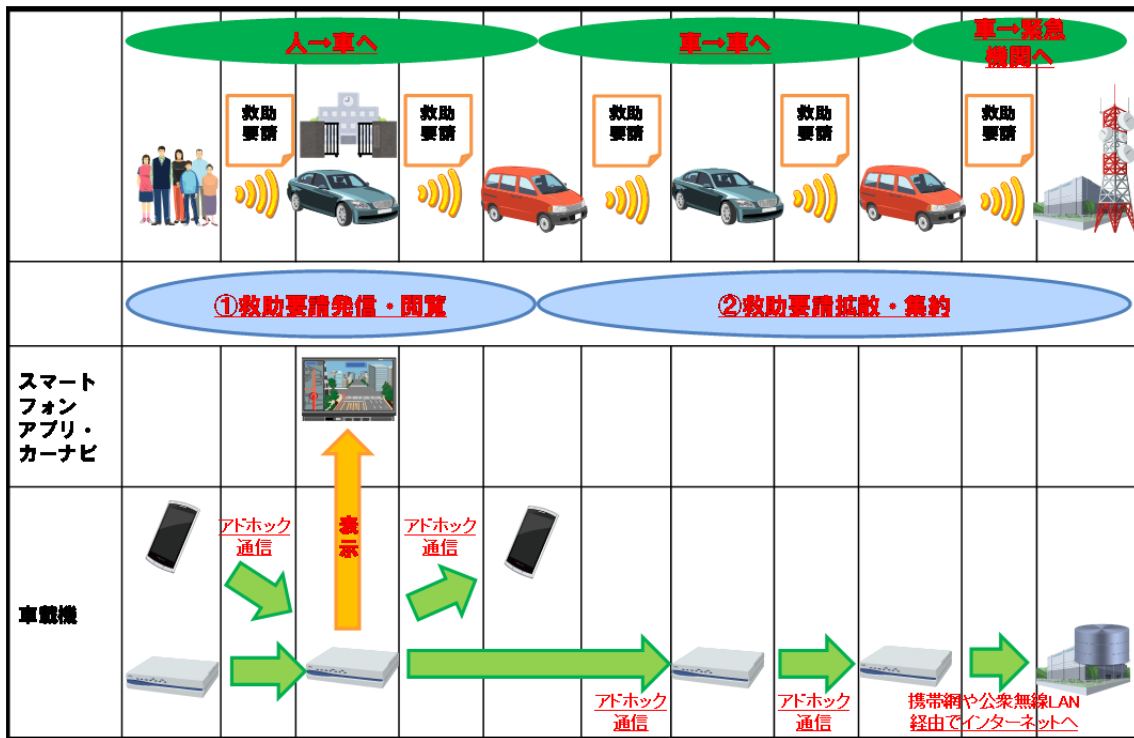 人→車へ
車→車へ
車→緊急
機関へ
救助
要請
救助
要請
救助
要請
救助
要請
救助
要請
①救助要請発信・閲覧
②救助要請拡散・集約
スマート
フォン
アプリ・
カーナビ
表示
アドホック
通信
アドホック
通信
車載機
アドホック
通信
アドホック
通信
携帯網や公衆無線LAN
経由でインターネットへ